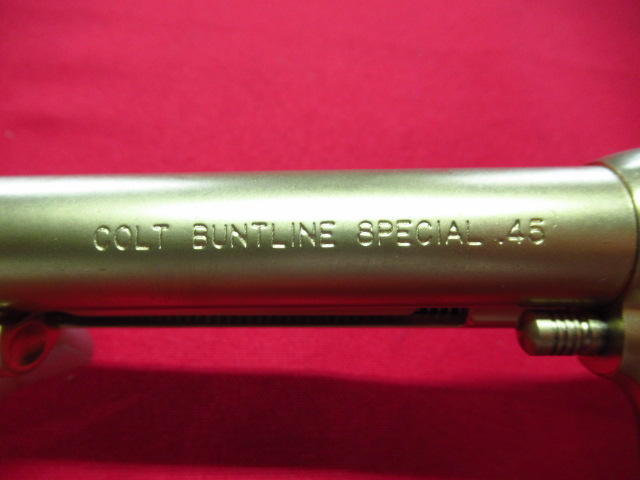 COLT BUNTLINE SPECIAL .45